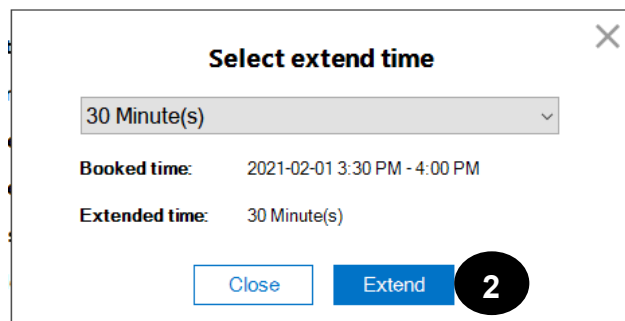 Select extend time
30 Minute(s)
Booked time: 2021-02-01 3:30 PM - 4:00 PM
Extended time: 30 Minute(s)
Close Extend 2